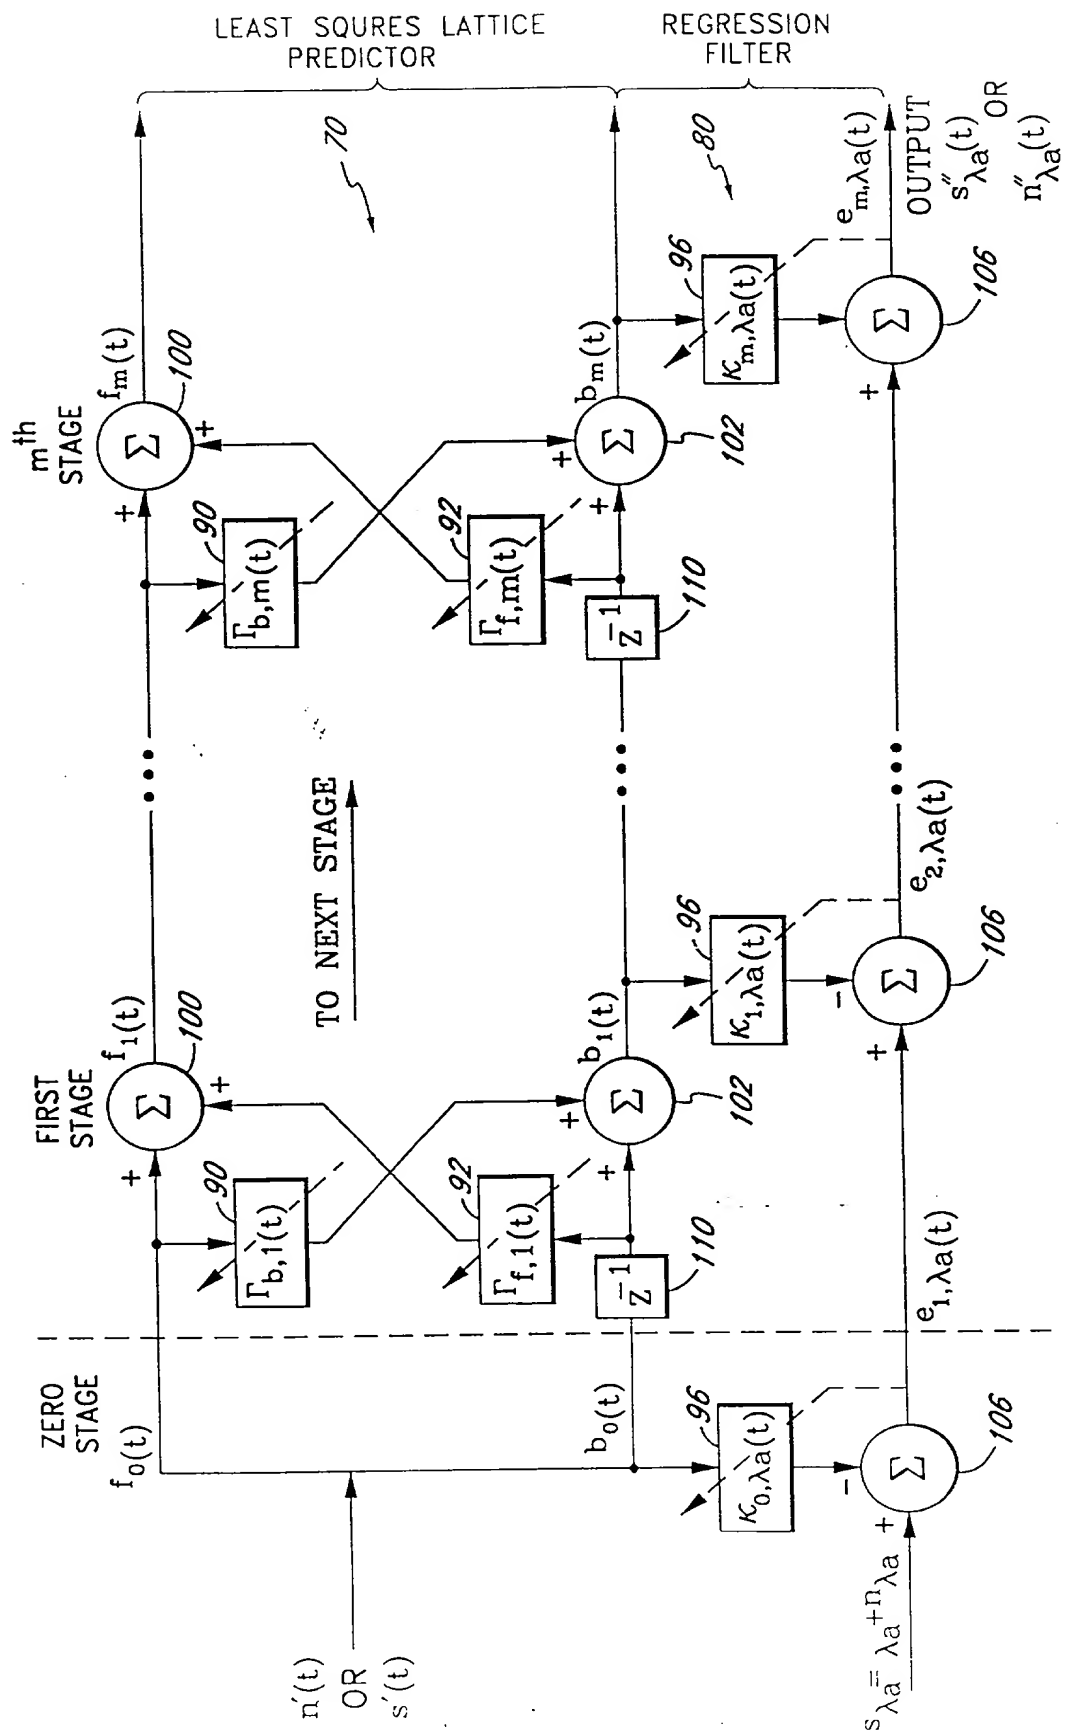 LEAST SQURES LATTICE
PREDICTOR
REGRESSION
FILTER
70
80
ZERO
STAGE
FIRST
STAGE
mth
STAGE
f0(t)
f1(t)
fm(t)
100
100
+
+
+
+
90
90
Γb,1(t)
Γb,m(t)
TO NEXT STAGE
n′(t)
OR
s′(t)
92
92
Γf,1(t)
Γf,m(t)
Σ
Σ
Σ
Σ
+
+
+
+
b0(t)
b1(t)
bm(t)
z−1
z−1
110
110
102
102
96
96
96
κ0,λa(t)
κ1,λa(t)
κm,λa(t)
-
-
+
+
+
Σ
Σ
Σ
106
106
106
sλa = λa+nλa
e1,λa(t)
e2,λa(t)
em,λa(t)
OUTPUT
s″λa(t) OR
n″λa(t)